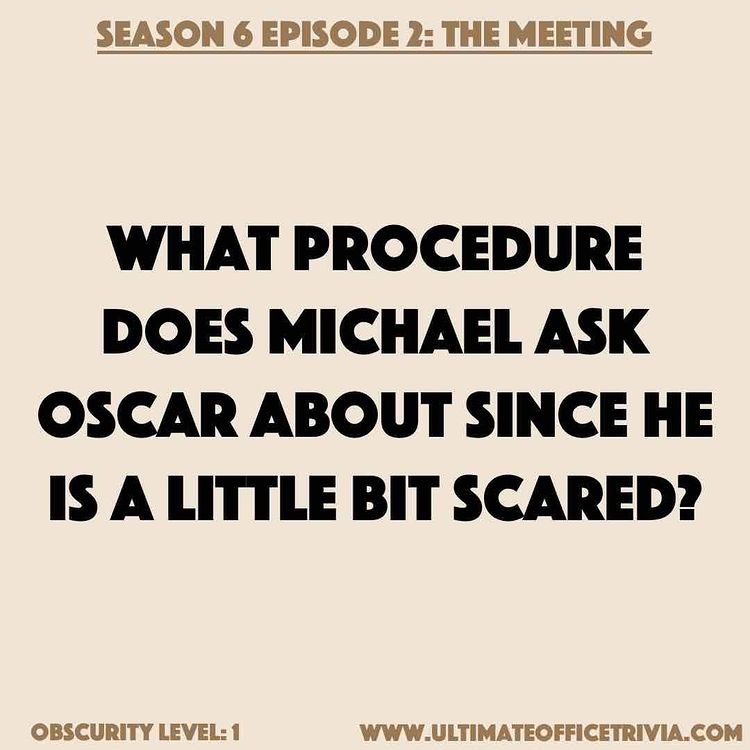 SEASON 6 EPISODE 2: THE MEETING
WHAT PROCEDURE
DOES MICHAEL ASK
OSCAR ABOUT SINCE HE
IS A LITTLE BIT SCARED?
OBSCURITY LEVEL: 1
WWW.ULTIMATEOFFICETRIVIA.COM